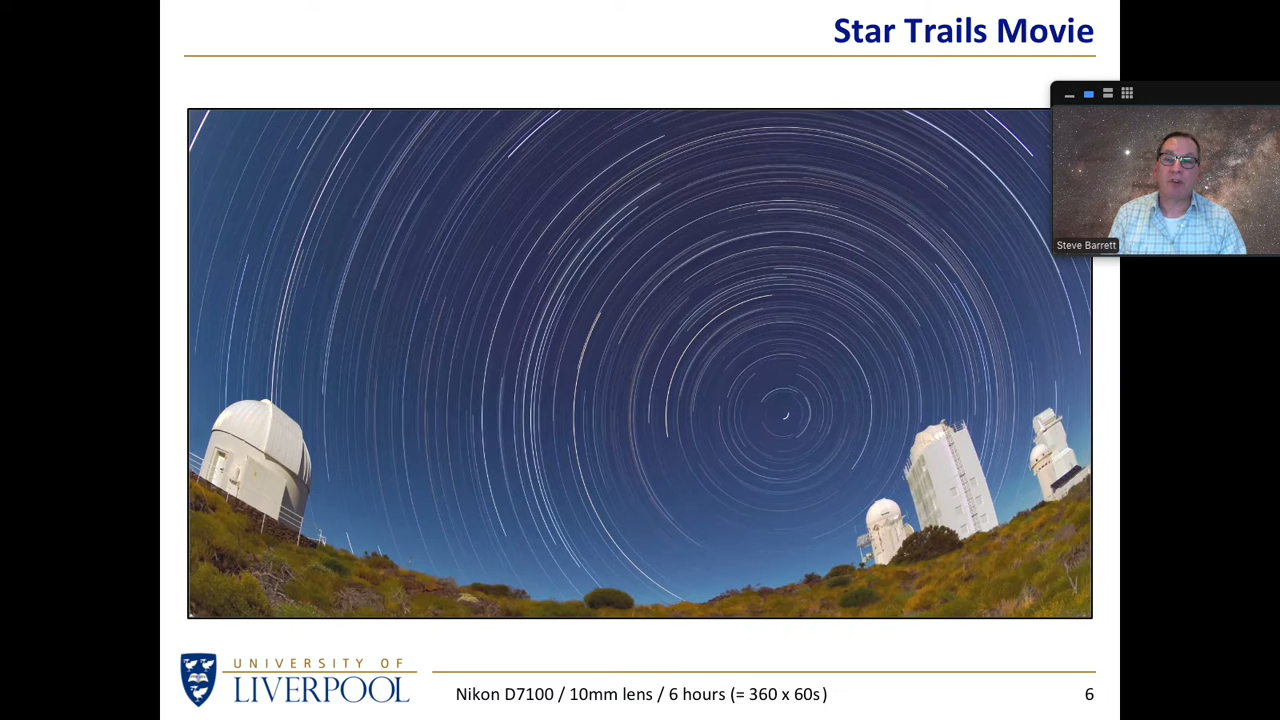 Star Trails Movie
Steve Barrett
UNIVERSITY OF
LIVERPOOL
Nikon D7100 / 10mm lens / 6 hours (= 360 x 60s)
6